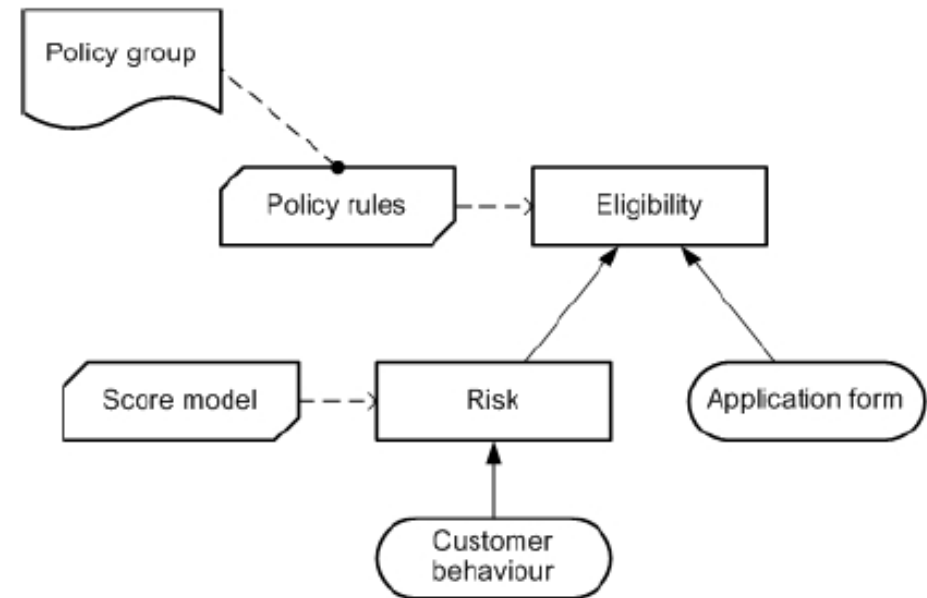 Policy group
Policy rules
Eligibility
Score model
Risk
Application form
Customer
behaviour